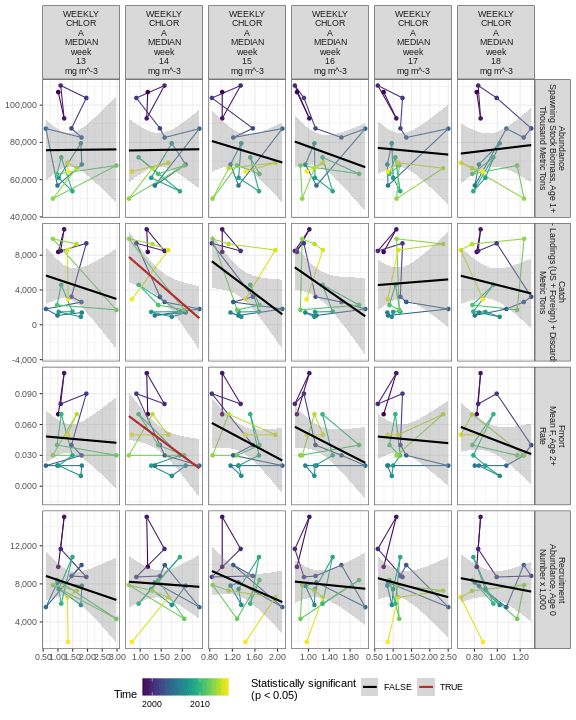 WEEKLY WEEKLY WEEKLY WEEKLY WEEKLY WEEKLY
CHLOR CHLOR CHLOR CHLOR CHLOR CHLOR
A A A A A A
MEDIAN MEDIAN MEDIAN MEDIAN MEDIAN MEDIAN
week week week week week week
13 14 15 16 17 18
mg m^-3 mg m^-3 mg m^-3 mg m^-3 mg m^-3 mg m^-3
100,000
80,000
60,000
40,000
Abundance
Spawning Stock Biomass, Age 1+
Thousand Metric Tons
8,000
4,000
0
-4,000
Catch
- Landings (US + Foreign) + Discard
Metric Tons
0.090
0.060
0.030
0.000
Fmort
Mean F, Age 2+
Rate
12,000
8,000
4,000
Recruitment
Abundance, Age 0
Number x 1,000
0.50 1.00 1.50 2.00 2.50 3.00 1.00 1.50 2.00 0.80 1.20 1.60 2.00 1.00 1.40 1.80 0.50 1.00 1.50 2.00 2.50 0.80 1.00 1.20
Time
2000 2010
Statistically significant
(p < 0.05)
FALSE TRUE